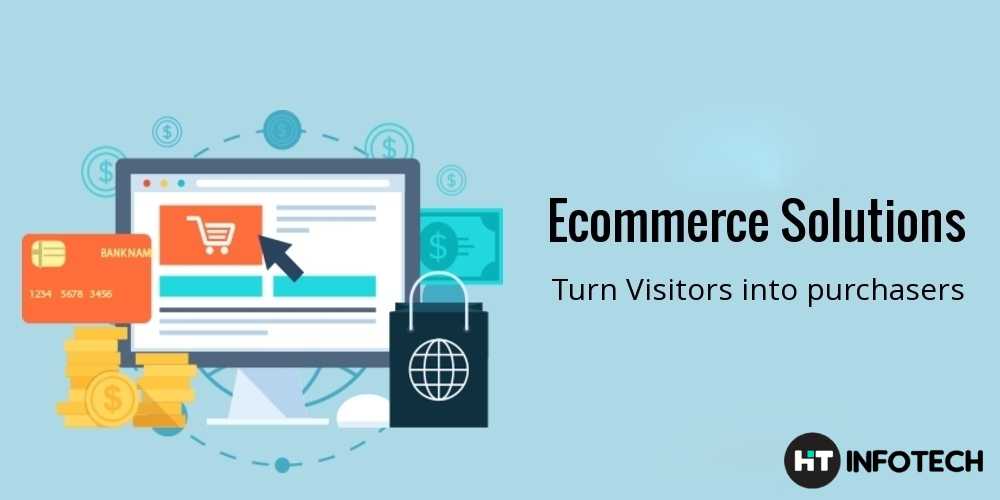 BANKNAM
1234 5678 3456
Ecommerce Solutions
Turn Visitors into purchasers
HT INFOTECH